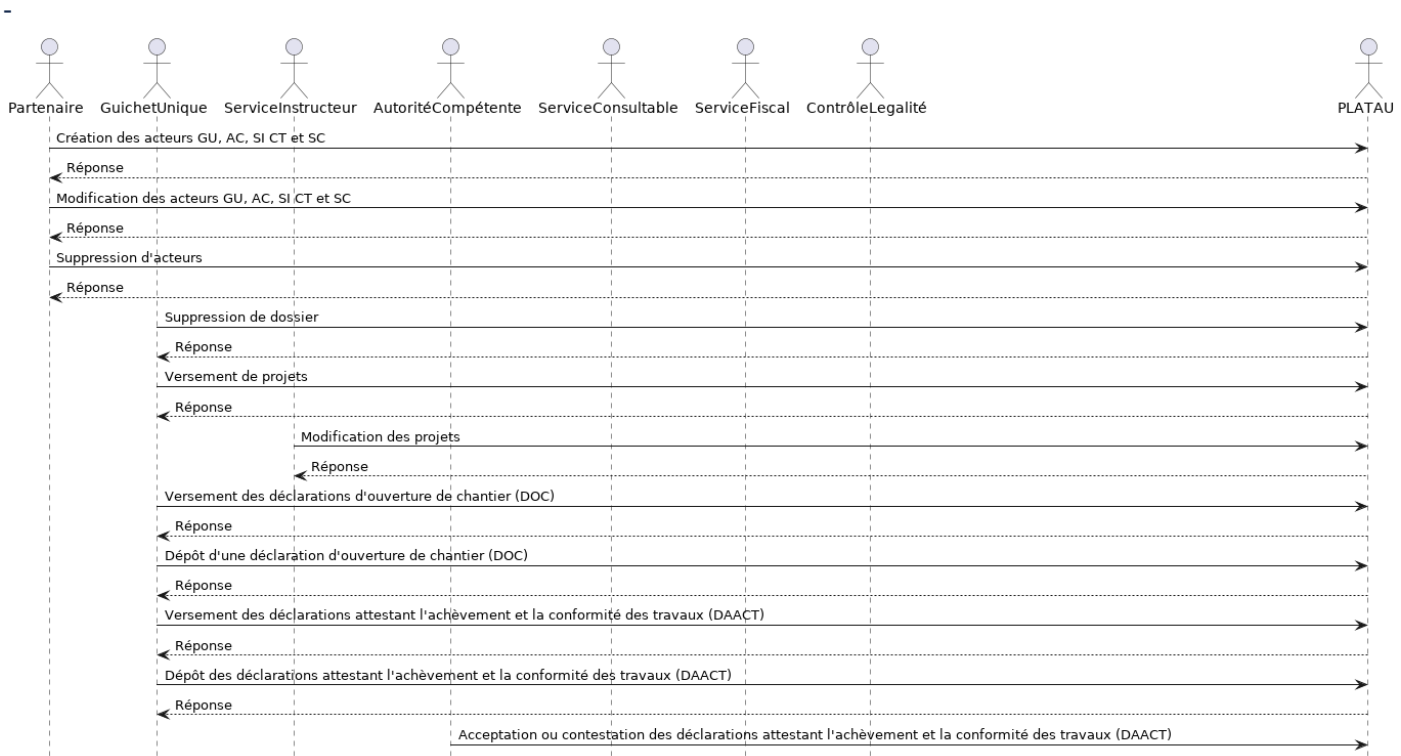 Partenaire GuichetUnique ServiceInstructeur AutoritéCompétente ServiceConsultable ServiceFiscal ContrôleLegalité PLATAU
Création des acteurs GU, AC, SI CT et SC
Réponse
Modification des acteurs GU, AC, SI CT et SC
Réponse
Suppression d'acteurs
Réponse
Suppression de dossier
Réponse
Versement de projets
Réponse
Modification des projets
Réponse
Versement des déclarations d'ouverture de chantier (DOC)
Réponse
Dépôt d'une déclaration d'ouverture de chantier (DOC)
Réponse
Versement des déclarations attestant l'achèvement et la conformité des travaux (DAACT)
Réponse
Dépôt des déclarations attestant l'achèvement et la conformité des travaux (DAACT)
Réponse
Acceptation ou contestation des déclarations attestant l'achèvement et la conformité des travaux (DAACT)